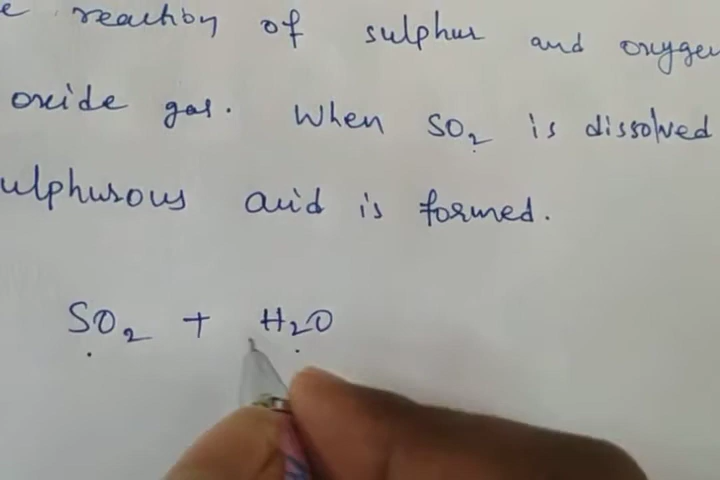 e reaction of sulphur and oxygen
oxide gas. When SO₂ is dissolved
ulphurous acid is formed.
SO₂ + H₂O